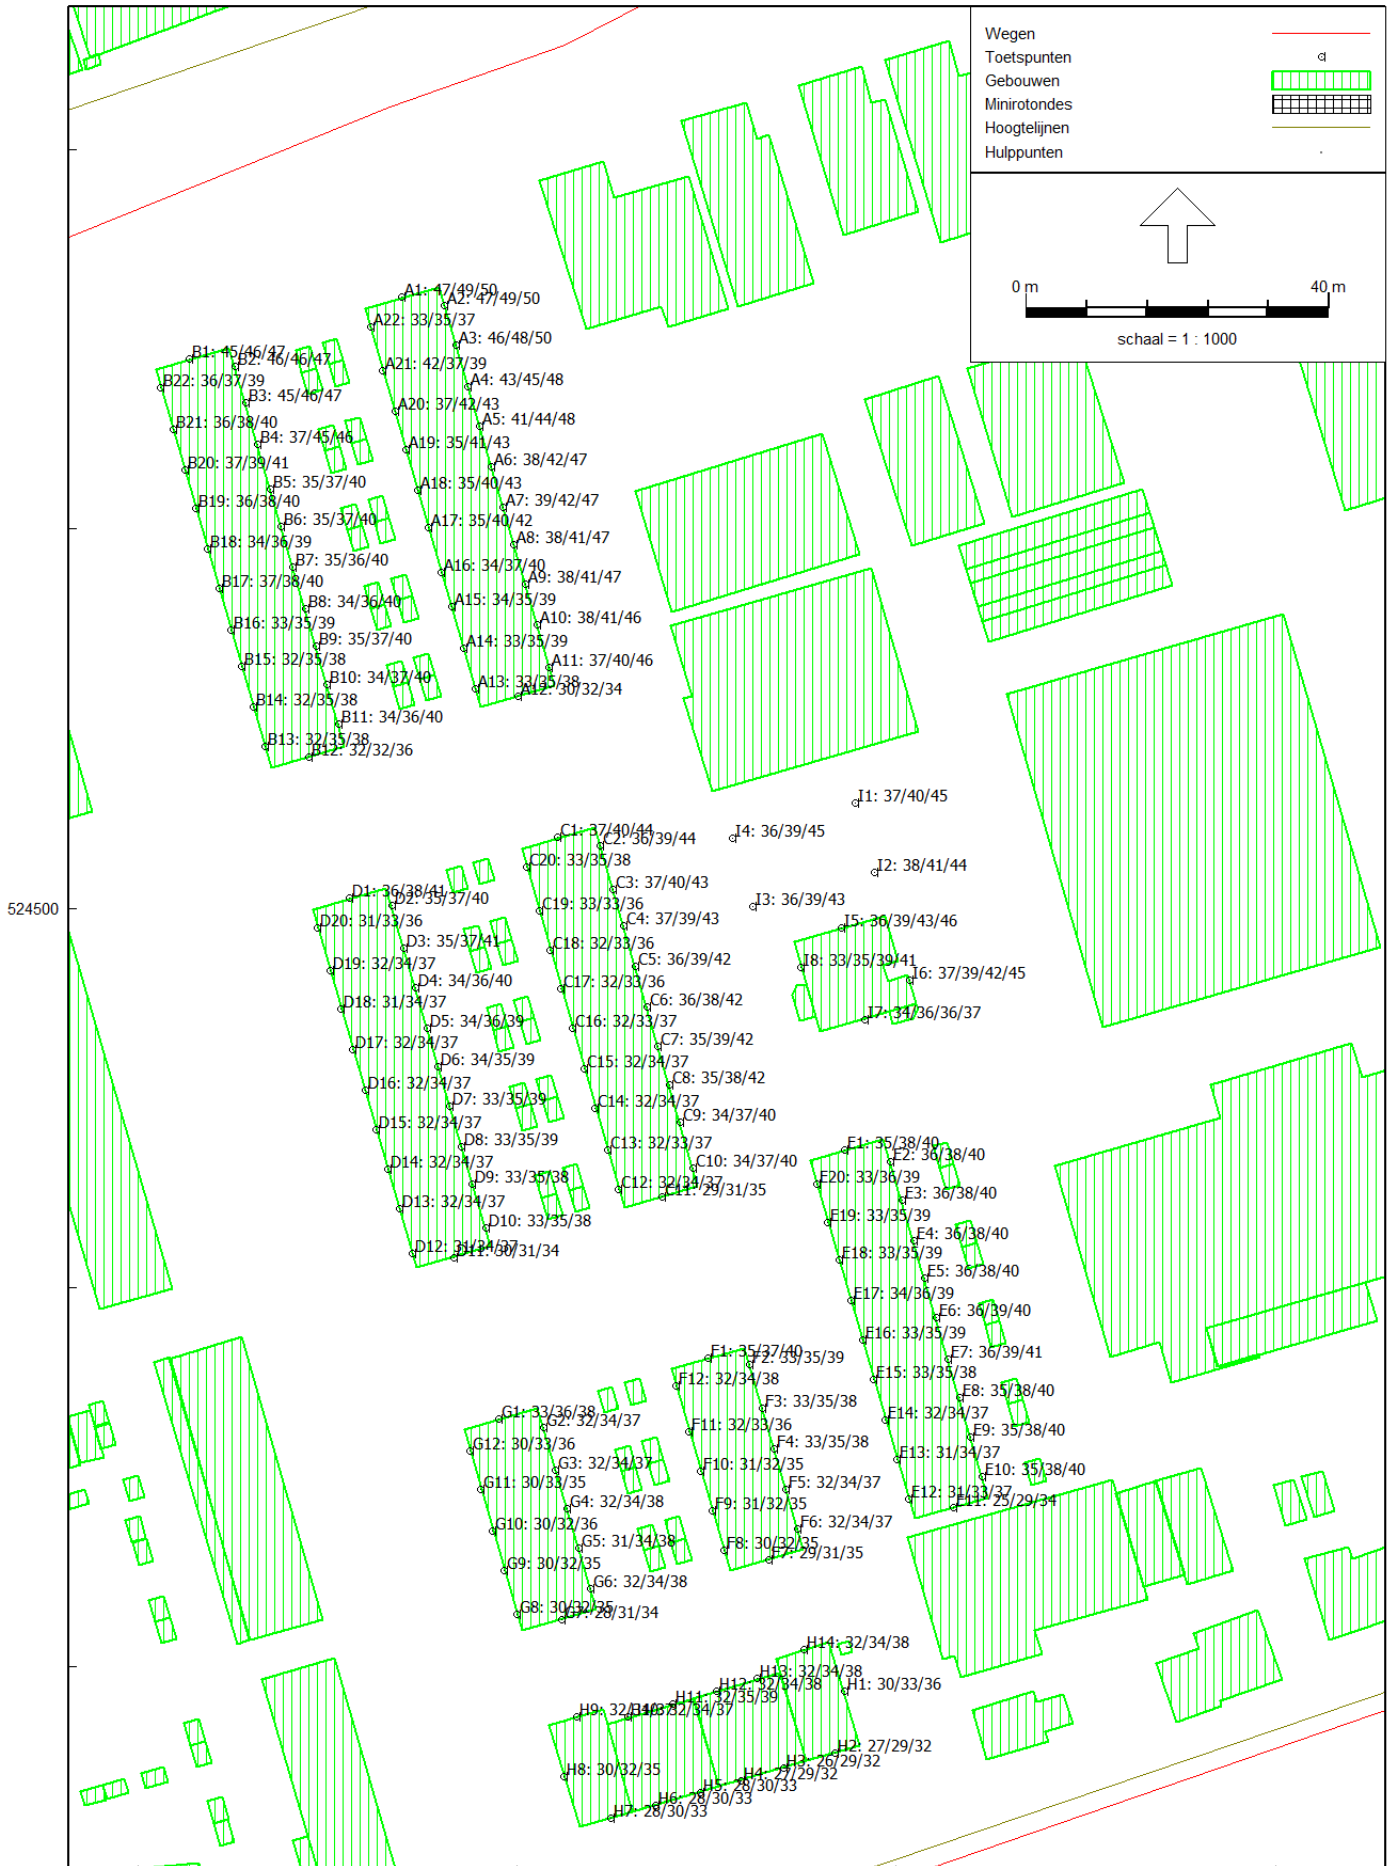 Wegen
Toetspunten
Gebouwen
Minirotondes
Hoogtelijnen
Hulppunten
0 m
40 m
schaal = 1 : 1000
524500
A1: 47/49/50
A2: 47/49/50
A22: 33/35/37
A3: 46/48/50
A21: 42/37/39
A4: 43/45/48
A20: 37/42/43
A5: 41/44/48
A19: 35/41/43
A6: 38/42/47
A18: 35/40/43
A7: 39/42/47
A17: 35/40/42
A8: 38/41/47
A16: 34/37/40
A9: 38/41/47
A15: 34/35/39
A10: 38/41/46
A14: 33/35/39
A11: 37/40/46
A13: 33/35/38
A12: 30/32/34
B1: 45/46/47
B2: 46/46/47
B22: 36/37/39
B3: 45/46/47
B21: 36/38/40
B4: 37/45/46
B20: 37/39/41
B5: 35/37/40
B19: 36/38/40
B6: 35/37/40
B18: 34/36/39
B7: 35/36/40
B17: 37/38/40
B8: 34/36/40
B16: 33/35/39
B9: 35/37/40
B15: 32/35/38
B10: 34/37/40
B14: 32/35/38
B11: 34/36/40
B13: 32/35/38
B12: 32/32/36
I1: 37/40/45
I4: 36/39/45
I2: 38/41/44
I3: 36/39/43
I5: 36/39/43/46
I8: 33/35/39/41
I6: 37/39/42/45
I7: 34/36/36/37
C1: 37/40/44
C2: 36/39/44
C20: 33/35/38
C3: 37/40/43
C19: 33/33/36
C4: 37/39/43
C18: 32/33/36
C5: 36/39/42
C17: 32/33/36
C6: 36/38/42
C16: 32/33/37
C7: 35/39/42
C15: 32/34/37
C8: 35/38/42
C14: 32/34/37
C9: 34/37/40
C13: 32/33/37
C10: 34/37/40
C12: 32/34/37
C11: 29/31/35
D1: 36/38/41
D2: 35/37/40
D20: 31/33/36
D3: 35/37/41
D19: 32/34/37
D4: 34/36/40
D18: 31/34/37
D5: 34/36/39
D17: 32/34/37
D6: 34/35/39
D16: 32/34/37
D7: 33/35/39
D15: 32/34/37
D8: 33/35/39
D14: 32/34/37
D9: 33/35/38
D13: 32/34/37
D10: 33/35/38
D12: 31/34/37
D11: 30/31/34
E1: 35/38/40
E2: 36/38/40
E20: 33/36/39
E3: 36/38/40
E19: 33/35/39
E4: 36/38/40
E18: 33/35/39
E5: 36/38/40
E17: 34/36/39
E6: 36/39/40
E16: 33/35/39
E7: 36/39/41
E15: 33/35/38
E8: 35/38/40
E14: 32/34/37
E9: 35/38/40
E13: 31/34/37
E10: 35/38/40
E12: 31/33/37
E11: 25/29/34
F1: 35/37/40
F2: 33/35/39
F12: 32/34/38
F3: 33/35/38
F11: 32/33/36
F4: 33/35/38
F10: 31/32/35
F5: 32/34/37
F9: 31/32/35
F6: 32/34/37
F8: 30/32/35
F7: 29/31/35
G1: 33/36/38
G2: 32/34/37
G12: 30/33/36
G3: 32/34/37
G11: 30/33/35
G4: 32/34/38
G10: 30/32/36
G5: 31/34/38
G9: 30/32/35
G6: 32/34/38
G8: 30/32/35
G7: 28/31/34
H14: 32/34/38
H13: 32/34/38
H12: 32/34/38
H1: 30/33/36
H11: 32/35/39
H10: 32/34/37
H9: 32/34/37
H2: 27/29/32
H3: 26/29/32
H8: 30/32/35
H4: 27/29/32
H5: 28/30/33
H6: 28/30/33
H7: 28/30/33